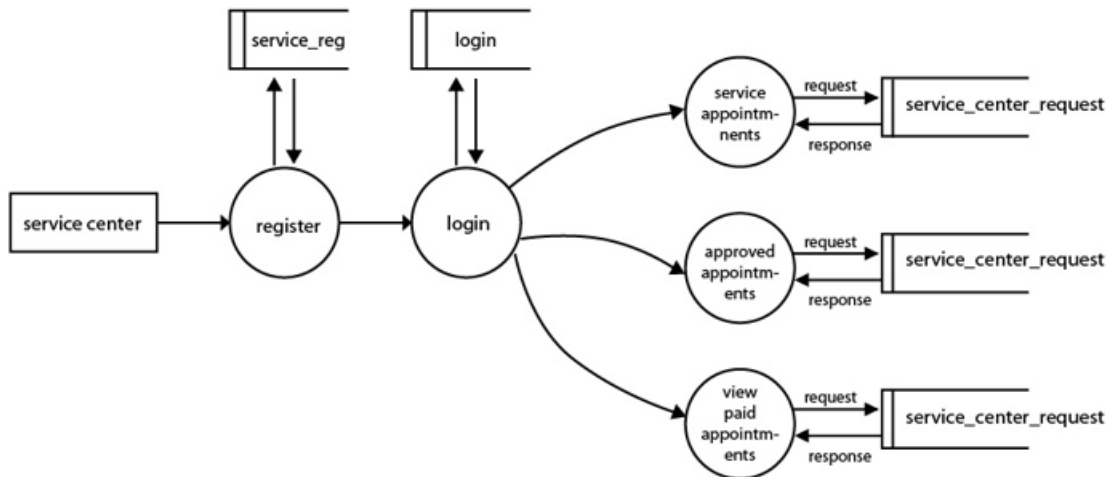 service_reg
login
service center
register
login
service
appointm-
nents
request
response
service_center_request
approved
appointm-
ents
request
response
service_center_request
view
paid
appointm-
ents
request
response
service_center_request